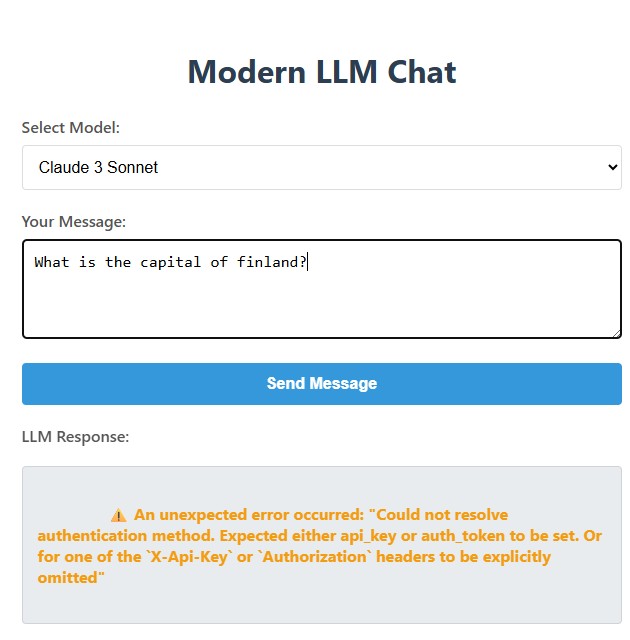 Modern LLM Chat
Select Model:
Claude 3 Sonnet
Your Message:
What is the capital of finland?
Send Message
LLM Response:
⚠️ An unexpected error occurred: "Could not resolve
authentication method. Expected either api_key or auth_token to be set. Or
for one of the `X-Api-Key` or `Authorization` headers to be explicitly
omitted"